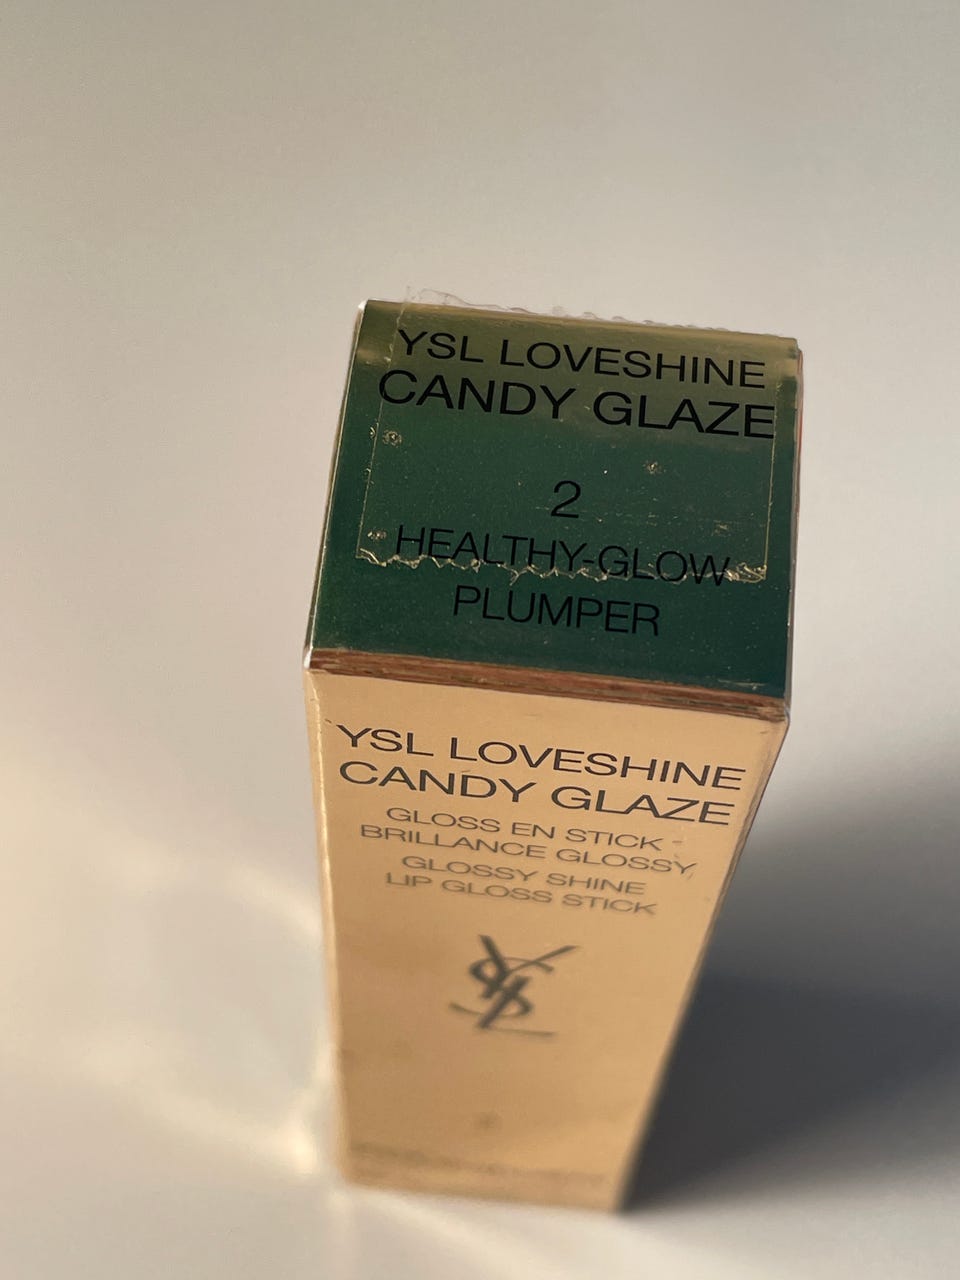 YSL LOVESHINE
CANDY GLAZE
2
HEALTHY-GLOW
PLUMPER
YSL LOVESHINE
CANDY GLAZE
GLOSS EN STICK -
BRILLANCE GLOSSY
GLOSSY SHINE
LIP GLOSS STICK
YSL